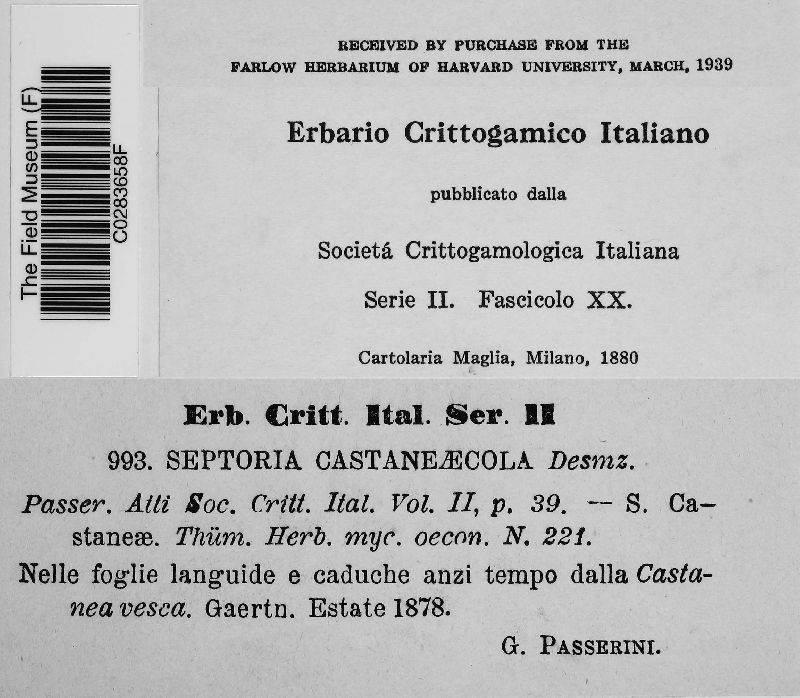 The Field Museum (F)
C0283658F
RECEIVED BY PURCHASE FROM THE
FARLOW HERBARIUM OF HARVARD UNIVERSITY, MARCH, 1939
Erbario Crittogamico Italiano
pubblicato dalla
Societá Crittogamologica Italiana
Serie II. Fascicolo XX.
Cartolaria Maglia, Milano, 1880
Erb. Critt. Ital. Ser. II
993. SEPTORIA CASTANEÆCOLA Desmz.
Passer. Atti Soc. Critt. Ital. Vol. II, p. 39. — S. Ca-
staneæ. Thüm. Herb. myc. oecon. N. 221.
Nelle foglie languide e caduche anzi tempo dalla Casta-
nea vesca. Gaertn. Estate 1878.
G. PASSERINI.